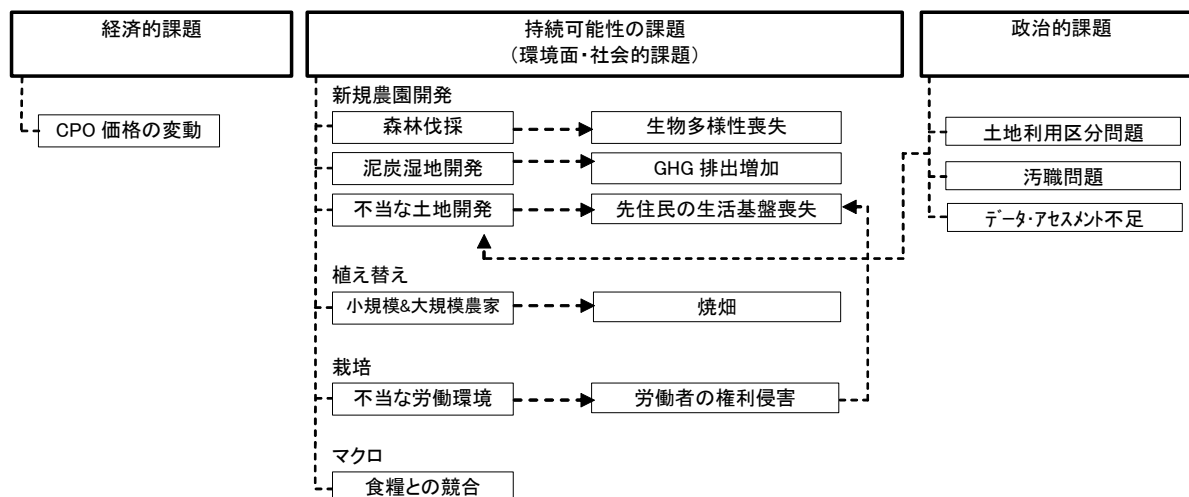 経済的課題
持続可能性の課題
（環境面・社会的課題）
政治的課題
CPO 価格の変動
新規農園開発
森林伐採
生物多様性喪失
泥炭湿地開発
GHG 排出増加
不当な土地開発
先住民の生活基盤喪失
植え替え
小規模&大規模農家
焼畑
栽培
不当な労働環境
労働者の権利侵害
マクロ
食糧との競合
土地利用区分問題
汚職問題
ﾃﾞｰﾀ・ｱｾｽﾒﾝﾄ不足